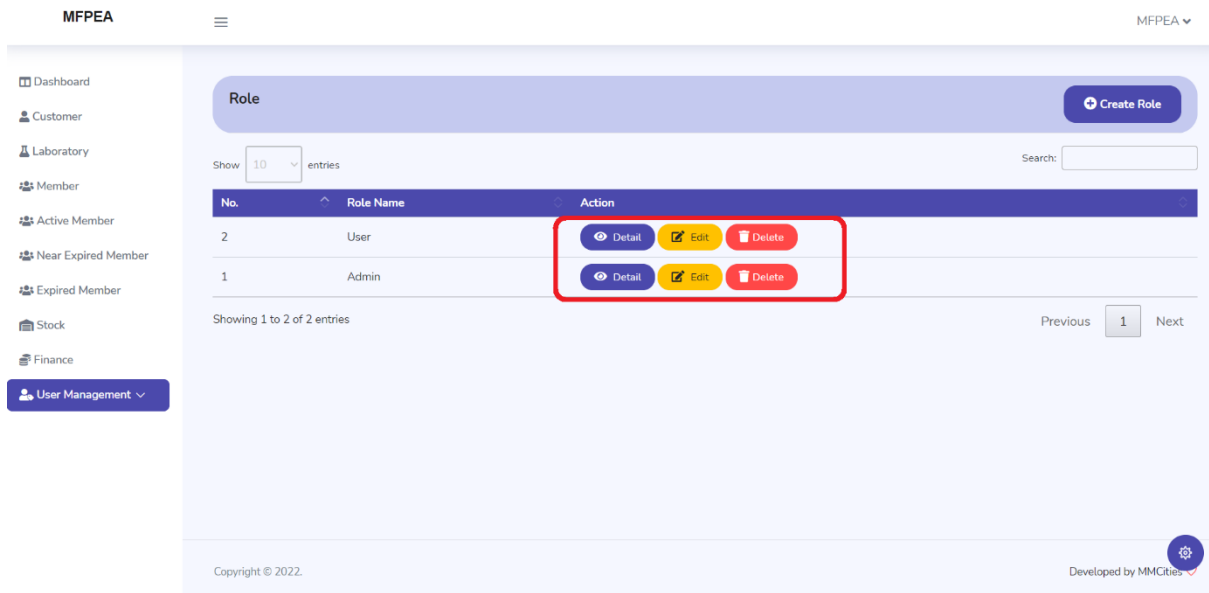 MFPEA
MFPEA
Dashboard
Customer
Laboratory
Member
Active Member
Near Expired Member
Expired Member
Stock
Finance
User Management
Role
Create Role
Show 10 entries
Search:
No. Role Name Action
2 User Detail Edit Delete
1 Admin Detail Edit Delete
Showing 1 to 2 of 2 entries
Previous 1 Next
Copyright © 2022.
Developed by MMCities